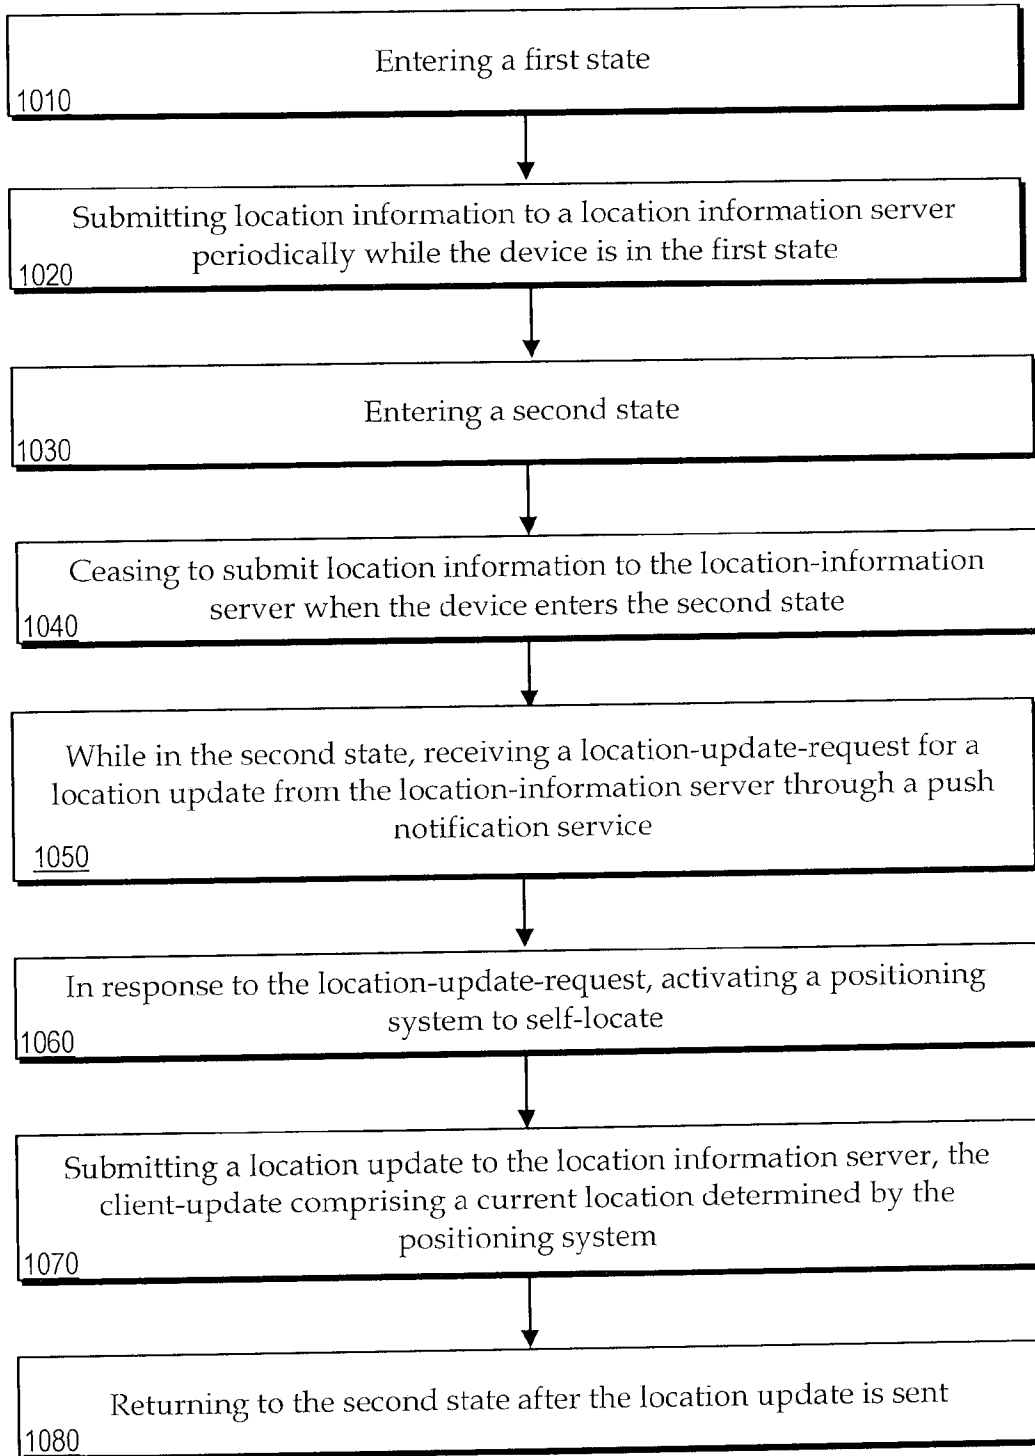 Entering a first state
1010
Submitting location information to a location information server
periodically while the device is in the first state
1020
Entering a second state
1030
Ceasing to submit location information to the location-information
server when the device enters the second state
1040
While in the second state, receiving a location-update-request for a
location update from the location-information server through a push
notification service
1050
In response to the location-update-request, activating a positioning
system to self-locate
1060
Submitting a location update to the location information server, the
client-update comprising a current location determined by the
positioning system
1070
Returning to the second state after the location update is sent
1080